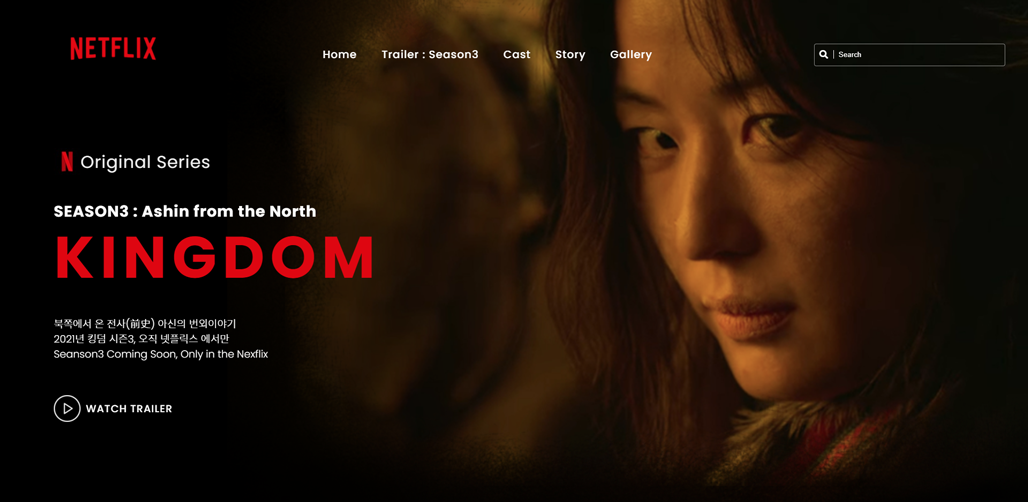 NETFLIX
Home Trailer : Season3 Cast Story Gallery
Search
N Original Series
SEASON3 : Ashin from the North
KINGDOM
북쪽에서 온 전사(前史) 아신의 번외이야기
2021년 킹덤 시즌3, 오직 넷플릭스 에서만
Seanson3 Coming Soon, Only in the Nexflix
WATCH TRAILER